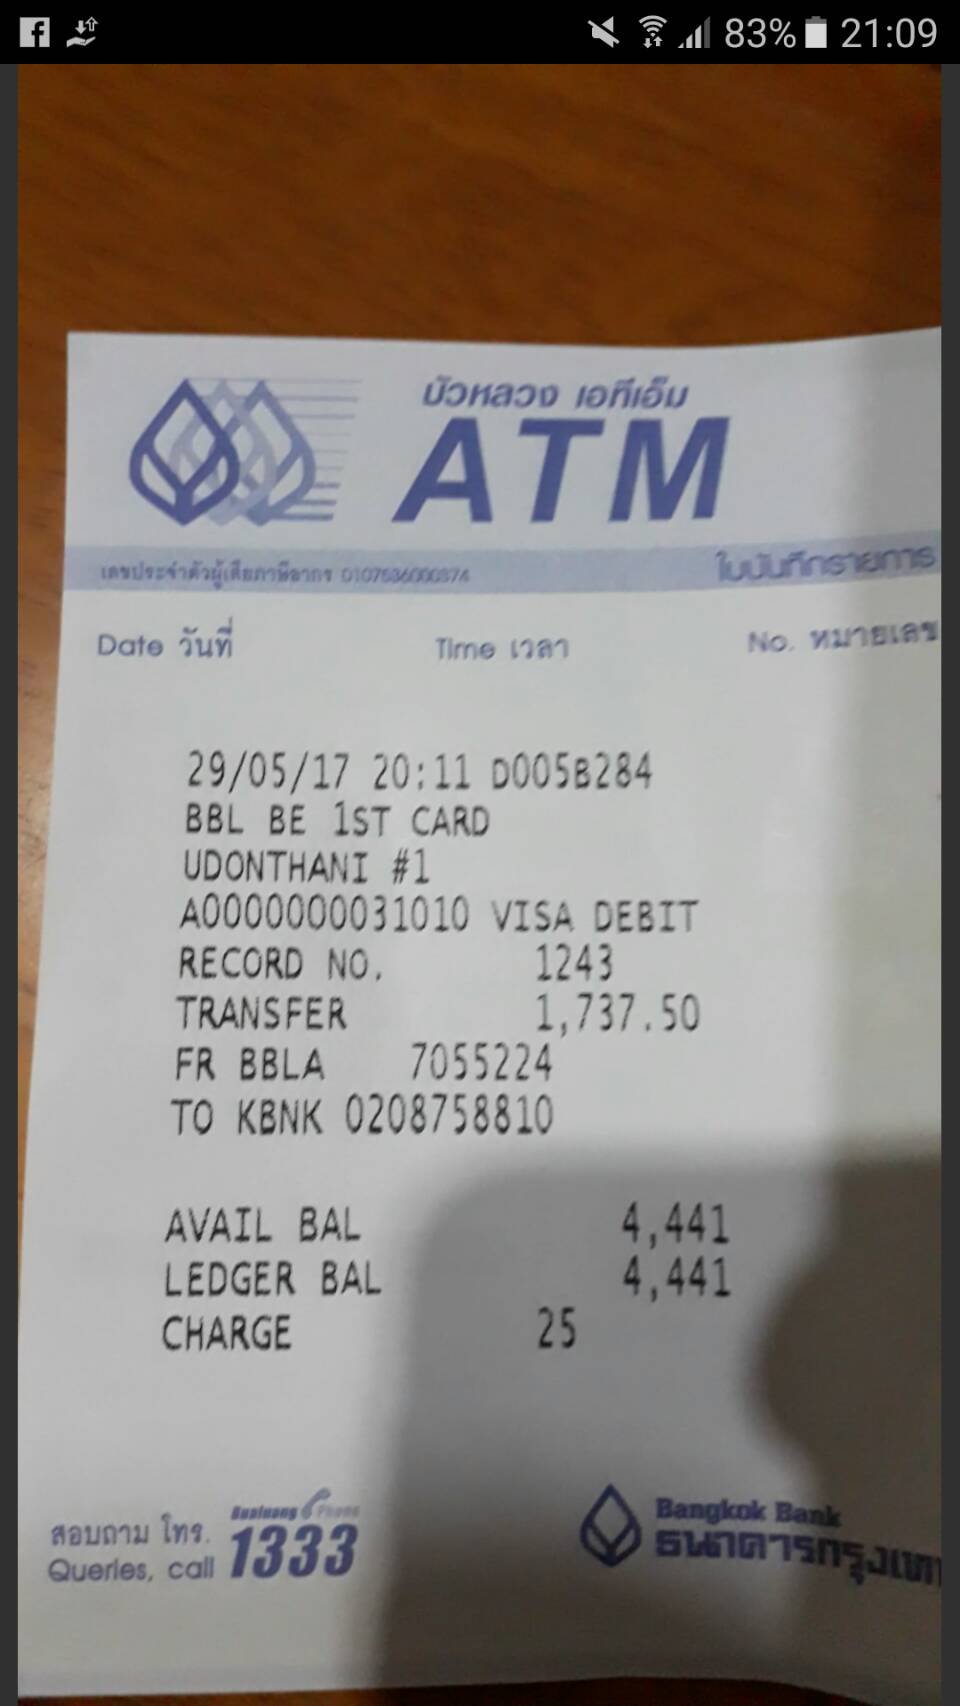 83% 21:09
บัวหลวง เอทีเอ็ม
ATM
เลขประจำตัวผู้เสียภาษีอากร 0107536000374
ใบบันทึกรายการ
Date วันที่ Time เวลา No. หมายเลข
29/05/17 20:11 D005B284
BBL BE 1ST CARD
UDONTHANI #1
A0000000031010 VISA DEBIT
RECORD NO. 1243
TRANSFER 1,737.50
FR BBLA 7055224
TO KBNK 0208758810
AVAIL BAL 4,441
LEDGER BAL 4,441
CHARGE 25
สอบถาม โทร.
Queries, call
Bualuang Phone
1333
Bangkok Bank
ธนาคารกรุงเทพ